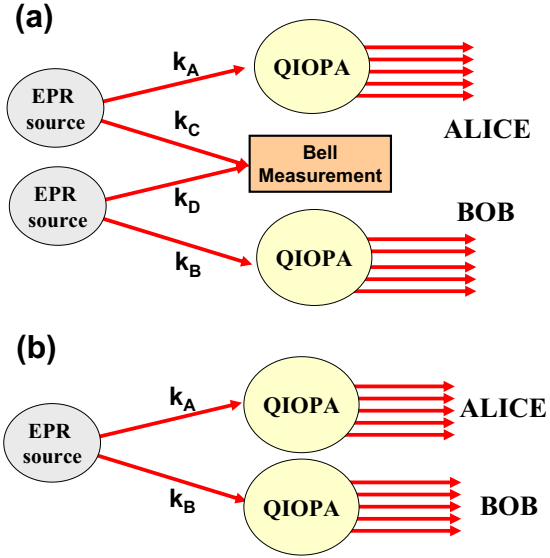 (a)
EPR
source
k_A
QIOPA
ALICE
k_C
Bell
Measurement
EPR
source
k_D
BOB
k_B
QIOPA
(b)
EPR
source
k_A
QIOPA
ALICE
k_B
QIOPA
BOB